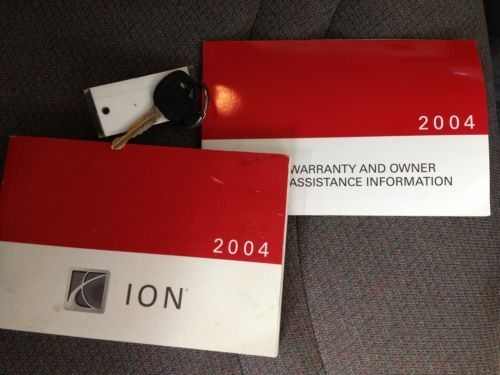 2004
WARRANTY AND OWNER
ASSISTANCE INFORMATION
2004
ION